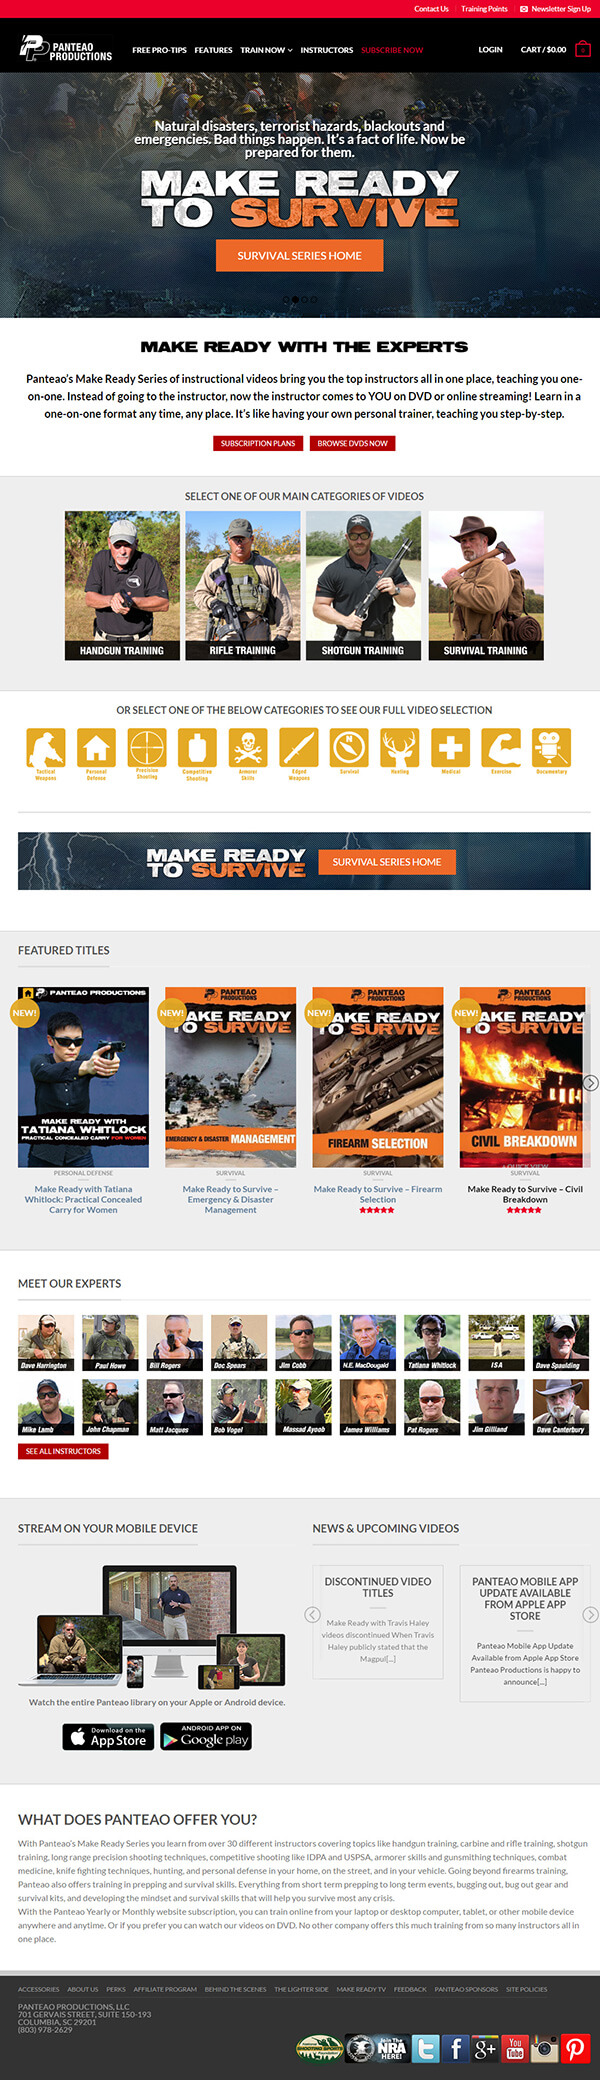 Contact Us
Training Points
Newsletter Sign Up
PANTEAO
PRODUCTIONS
FREE PRO-TIPS
FEATURES
TRAIN NOW
INSTRUCTORS
SUBSCRIBE NOW
LOGIN
CART / $0.00
0
Natural disasters, terrorist hazards, blackouts and
emergencies. Bad things happen. It's a fact of life. Now be
prepared for them.
MAKE READY
TO SURVIVE
SURVIVAL SERIES HOME
MAKE READY WITH THE EXPERTS
Panteao's Make Ready Series of instructional videos bring you the top instructors all in one place, teaching you one-
on-one. Instead of going to the instructor, now the instructor comes to YOU on DVD or online streaming! Learn in a
one-on-one format any time, any place. It's like having your own personal trainer, teaching you step-by-step.
SUBSCRIPTION PLANS
BROWSE DVDS NOW
SELECT ONE OF OUR MAIN CATEGORIES OF VIDEOS
HANDGUN TRAINING
RIFLE TRAINING
SHOTGUN TRAINING
SURVIVAL TRAINING
OR SELECT ONE OF THE BELOW CATEGORIES TO SEE OUR FULL VIDEO SELECTION
Tactical
Weapons
Personal
Defense
Precision
Shooting
Competitive
Shooting
Armorer
Skills
Edged
Weapons
Survival
Hunting
Medical
Exercise
Documentary
MAKE READY
TO SURVIVE
SURVIVAL SERIES HOME
FEATURED TITLES
PANTEAO PRODUCTIONS
NEW!
MAKE READY WITH
TATIANA WHITLOCK
PRACTICAL CONCEALED CARRY FOR WOMEN
PERSONAL DEFENSE
Make Ready with Tatiana
Whitlock: Practical Concealed
Carry for Women
PANTEAO
PRODUCTIONS
NEW!
MAKE READY
TO SURVIVE
EMERGENCY & DISASTER
MANAGEMENT
SURVIVAL
Make Ready to Survive –
Emergency & Disaster
Management
PANTEAO
PRODUCTIONS
NEW!
MAKE READY
TO SURVIVE
FIREARM SELECTION
SURVIVAL
Make Ready to Survive – Firearm
Selection
PANTEAO
PRODUCTIONS
NEW!
MAKE READY
TO SURVIVE
CIVIL BREAKDOWN
QUICK VIEW
SURVIVAL
Make Ready to Survive – Civil
Breakdown
MEET OUR EXPERTS
Dave Harrington
Paul Howe
Bill Rogers
Doc Spears
Jim Cobb
N.E. MacDougald
Tatiana Whitlock
ISA
Dave Spaulding
Mike Lamb
John Chapman
Matt Jacques
Bob Vogel
Massad Ayoob
James Williams
Pat Rogers
Jim Gilliland
Dave Canterbury
SEE ALL INSTRUCTORS
STREAM ON YOUR MOBILE DEVICE
Watch the entire Panteao library on your Apple or Android device.
Download on the
App Store
ANDROID APP ON
Google play
NEWS & UPCOMING VIDEOS
DISCONTINUED VIDEO
TITLES
Make Ready with Travis Haley
videos discontinued When Travis
Haley publicly stated that the
Magpul[...]
PANTEAO MOBILE APP
UPDATE AVAILABLE
FROM APPLE APP
STORE
Panteao Mobile App Update
Available from Apple App Store
Panteao Productions is happy to
announce[...]
WHAT DOES PANTEAO OFFER YOU?
With Panteao's Make Ready Series you learn from over 30 different instructors covering topics like handgun training, carbine and rifle training, shotgun
training, long range precision shooting techniques, competitive shooting like IDPA and USPSA, armorer skills and gunsmithing techniques, combat
medicine, knife fighting techniques, hunting, and personal defense in your home, on the street, and in your vehicle. Going beyond firearms training,
Panteao also offers training in prepping and survival skills. Everything from short term prepping to long term events, bugging out, bug out gear and
survival kits, and developing the mindset and survival skills that will help you survive most any crisis.
With the Panteao Yearly or Monthly website subscription, you can train online from your laptop or desktop computer, tablet, or other mobile device
anywhere and anytime. Or if you prefer you can watch our videos on DVD. No other company offers this much training from so many instructors all in
one place.
ACCESSORIES
ABOUT US
PERKS
AFFILIATE PROGRAM
BEHIND THE SCENES
THE LIGHTER SIDE
MAKE READY TV
FEEDBACK
PANTEAO SPONSORS
SITE POLICIES
PANTEAO PRODUCTIONS, LLC
701 GERVAIS STREET, SUITE 150-193
COLUMBIA, SC 29201
(803) 978-2629
SHOOTING SPORTS
Join The
NRA
HERE!
You
Tube